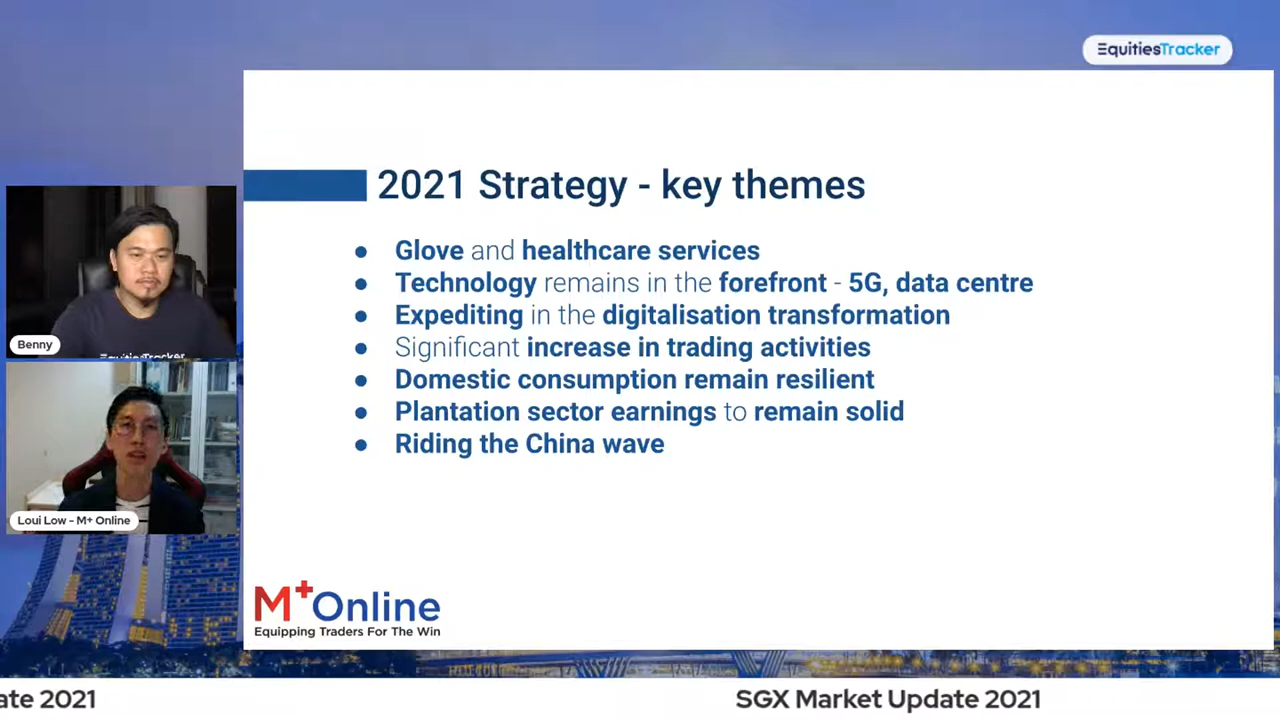 EquitiesTracker
2021 Strategy - key themes
● Glove and healthcare services
● Technology remains in the forefront - 5G, data centre
● Expediting in the digitalisation transformation
● Significant increase in trading activities
● Domestic consumption remain resilient
● Plantation sector earnings to remain solid
● Riding the China wave
EquitiesTracker
Benny
Loui Low - M+ Online
M+Online
Equipping Traders For The Win
ate 2021
SGX Market Update 2021